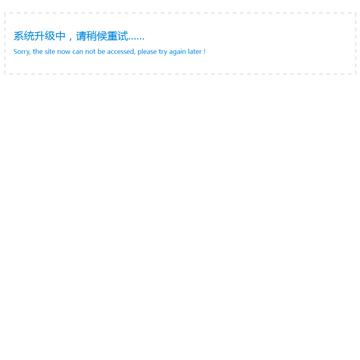 系统升级中，请稍候重试......
Sorry, the site now can not be accessed, please try again later !